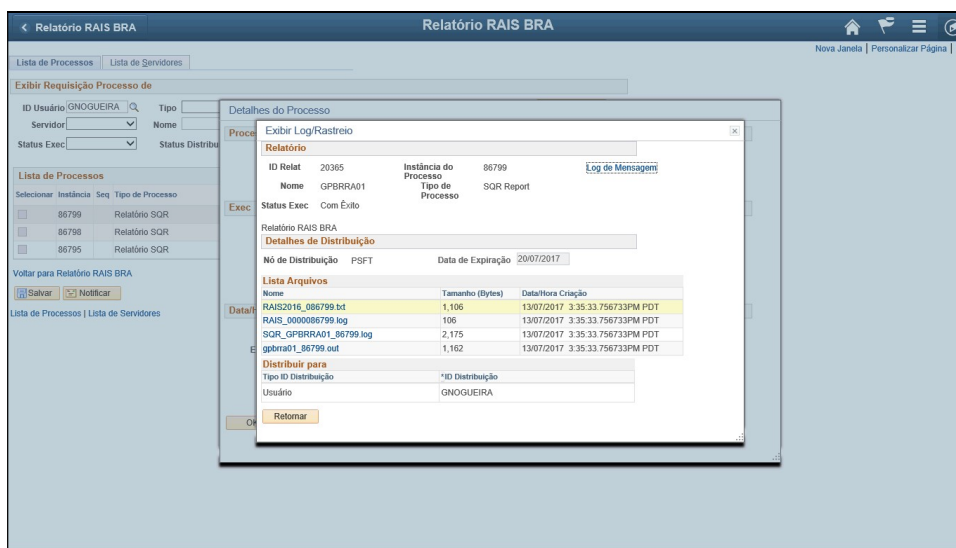 Relatório RAIS BRA
Relatório RAIS BRA
Nova Janela | Personalizar Página |
Lista de Processos Lista de Servidores
Exibir Requisição Processo de
ID Usuário GNOGUEIRA Tipo
Servidor Nome
Status Exec Status Distribu
Lista de Processos
Selecionar Instância Seq Tipo de Processo
86799 Relatório SQR
86798 Relatório SQR
86795 Relatório SQR
Voltar para Relatório RAIS BRA
Salvar Notificar
Lista de Processos | Lista de Servidores
Detalhes do Processo
Proce
Exec
Data/H
E
Exibir Log/Rastreio
Relatório
ID Relat 20365 Instância do Processo 86799 Log de Mensagem
Nome GPBRRA01 Tipo de Processo SQR Report
Status Exec Com Êxito
Relatório RAIS BRA
Detalhes de Distribuição
Nó de Distribuição PSFT Data de Expiração 20/07/2017
Lista Arquivos
Nome Tamanho (Bytes) Data/Hora Criação
RAIS2016_086799.txt 1,106 13/07/2017 3:35:33.756733PM PDT
RAIS_0000086799.log 106 13/07/2017 3:35:33.756733PM PDT
SQR_GPBRRA01_86799.log 2,175 13/07/2017 3:35:33.756733PM PDT
gpbrra01_86799.out 1,162 13/07/2017 3:35:33.756733PM PDT
Distribuir para
Tipo ID Distribuição *ID Distribuição
Usuário GNOGUEIRA
Retornar